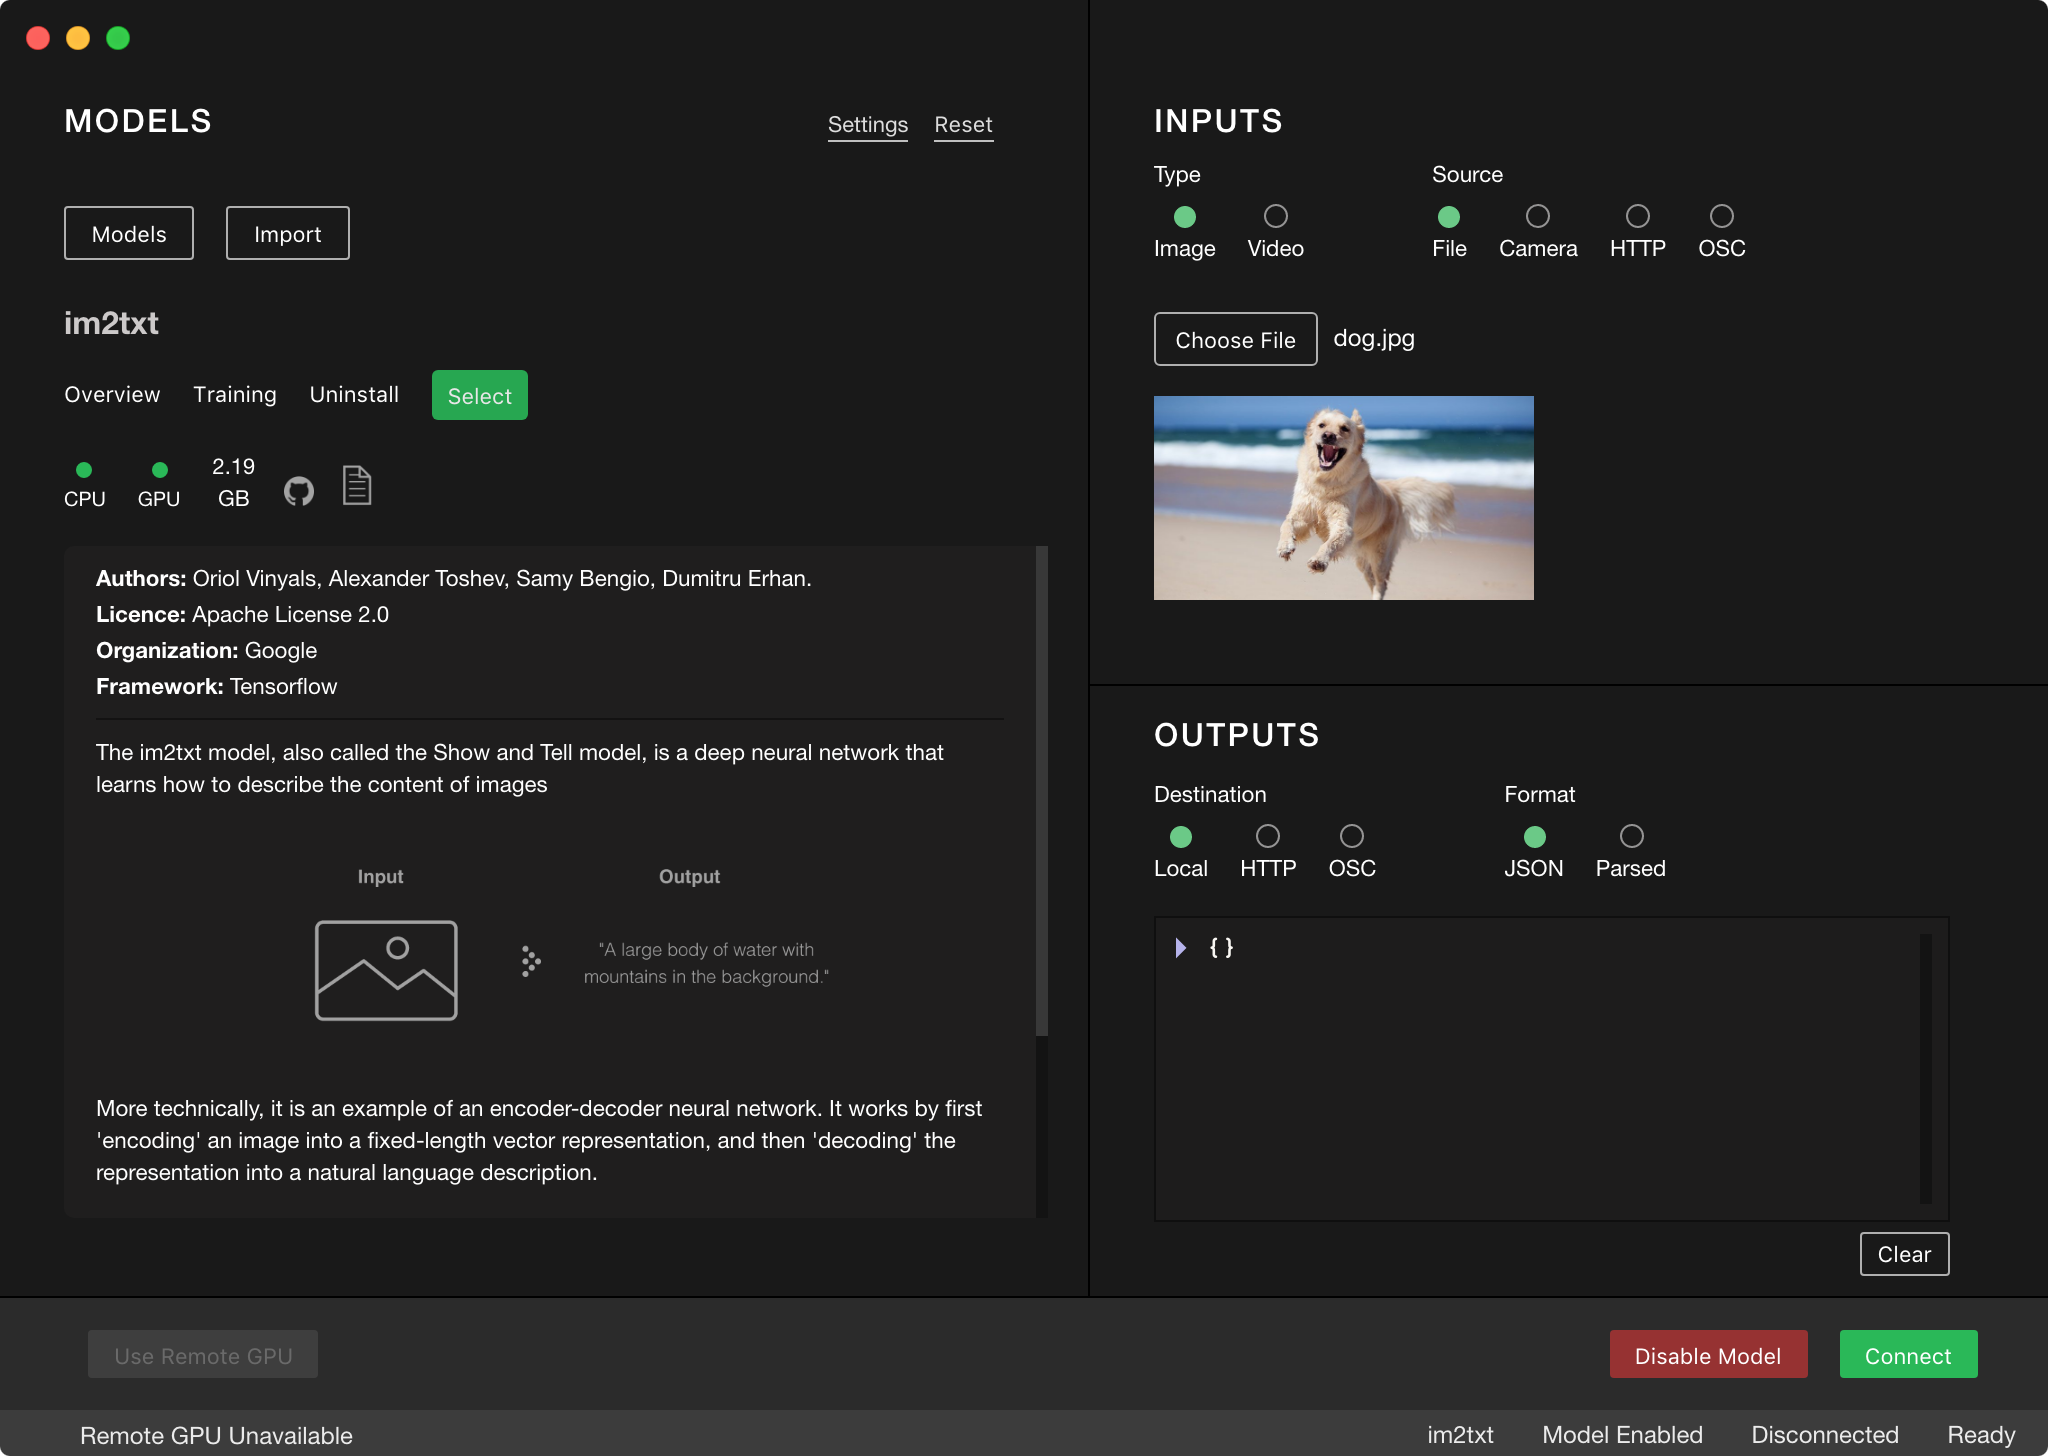 MODELS
Settings Reset
Models Import
im2txt
Overview Training Uninstall Select
CPU GPU 2.19 GB
Authors: Oriol Vinyals, Alexander Toshev, Samy Bengio, Dumitru Erhan.
Licence: Apache License 2.0
Organization: Google
Framework: Tensorflow
The im2txt model, also called the Show and Tell model, is a deep neural network that
learns how to describe the content of images
Input Output
"A large body of water with
mountains in the background."
More technically, it is an example of an encoder-decoder neural network. It works by first
'encoding' an image into a fixed-length vector representation, and then 'decoding' the
representation into a natural language description.
INPUTS
Type Source
Image Video File Camera HTTP OSC
Choose File dog.jpg
OUTPUTS
Destination Format
Local HTTP OSC JSON Parsed
{}
Clear
Use Remote GPU Disable Model Connect
Remote GPU Unavailable im2txt Model Enabled Disconnected Ready